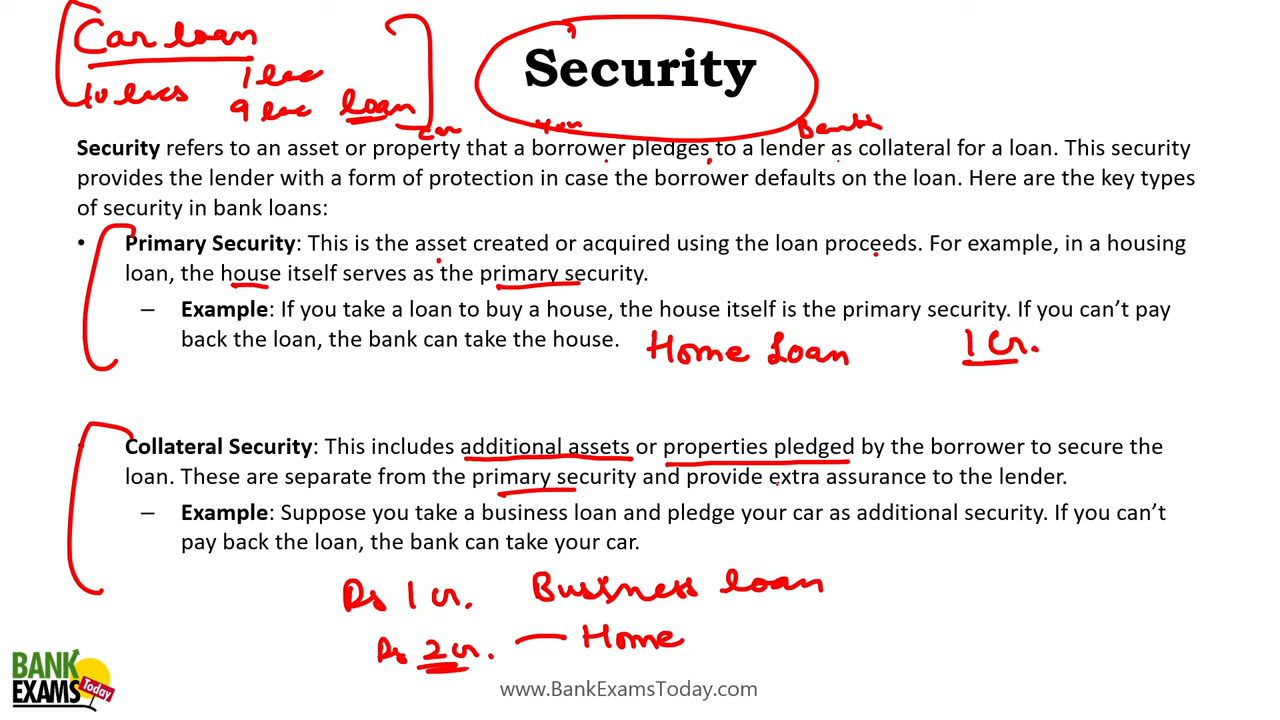 Car loan
10 lacs 1 lac
9 lac loan
Security
Car You Bank
Security refers to an asset or property that a borrower pledges to a lender as collateral for a loan. This security
provides the lender with a form of protection in case the borrower defaults on the loan. Here are the key types
of security in bank loans:
• Primary Security: This is the asset created or acquired using the loan proceeds. For example, in a housing
loan, the house itself serves as the primary security.
– Example: If you take a loan to buy a house, the house itself is the primary security. If you can’t pay
back the loan, the bank can take the house.
Home Loan 1 Cr.
• Collateral Security: This includes additional assets or properties pledged by the borrower to secure the
loan. These are separate from the primary security and provide extra assurance to the lender.
– Example: Suppose you take a business loan and pledge your car as additional security. If you can’t
pay back the loan, the bank can take your car.
Rs 1 cr. Business loan
Rs 2 cr. — Home
BANK
EXAMS Today
www.BankExamsToday.com